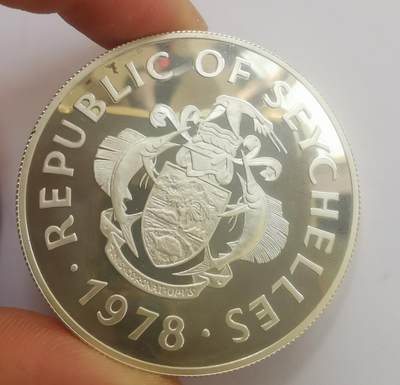 REPUBLIC OF SEYCHELLES
· 1978 ·